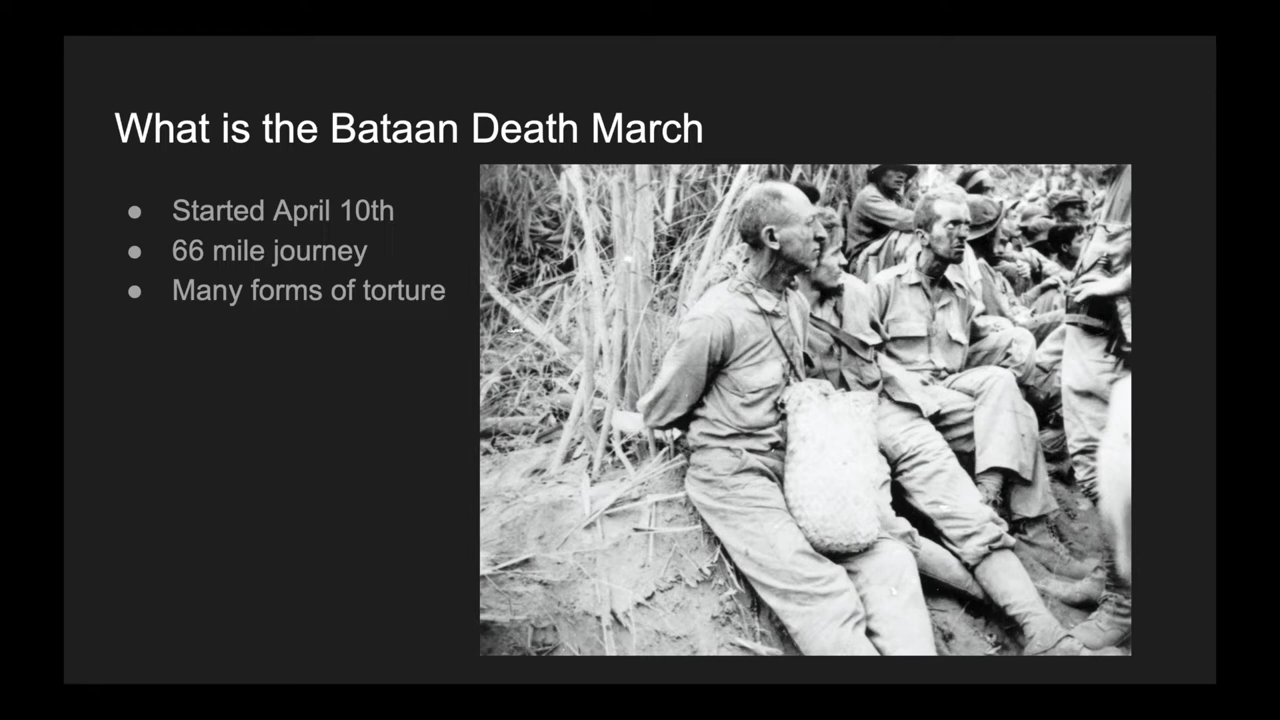 What is the Bataan Death March
● Started April 10th
● 66 mile journey
● Many forms of torture